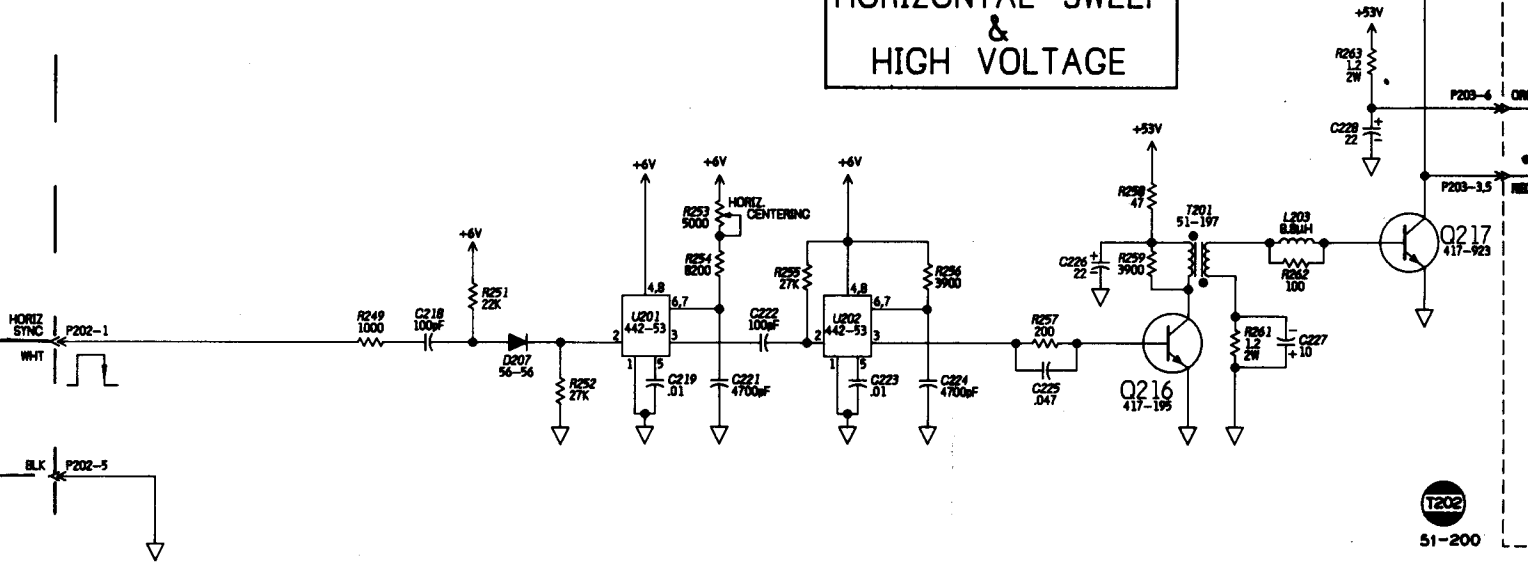 HORIZONTAL SWEEP
&
HIGH VOLTAGE
+53V
R263
1.2
2W
P203-6
C228
22
P203-3,5
+53V
R258
47
T201
51-197
C226
22
R259
3900
L203
8.8µH
R262
100
Q217
417-923
+6V
+6V
+6V
+6V
R253
5000
HORIZ.
CENTERING
R254
8200
R255
27K
R256
3900
R251
22K
HORIZ
SYNC
P202-1
WHT
R249
1000
C218
100pF
D207
56-56
R252
27K
4,8
6,7
U201
442-53
2
3
1
5
C219
.01
C221
4700pF
C222
100pF
4,8
6,7
U202
442-53
2
3
1
5
C223
.01
C224
4700pF
R257
200
C225
.047
Q216
417-195
R261
1.2
2W
C227
10
BLK
P202-5
T202
51-200